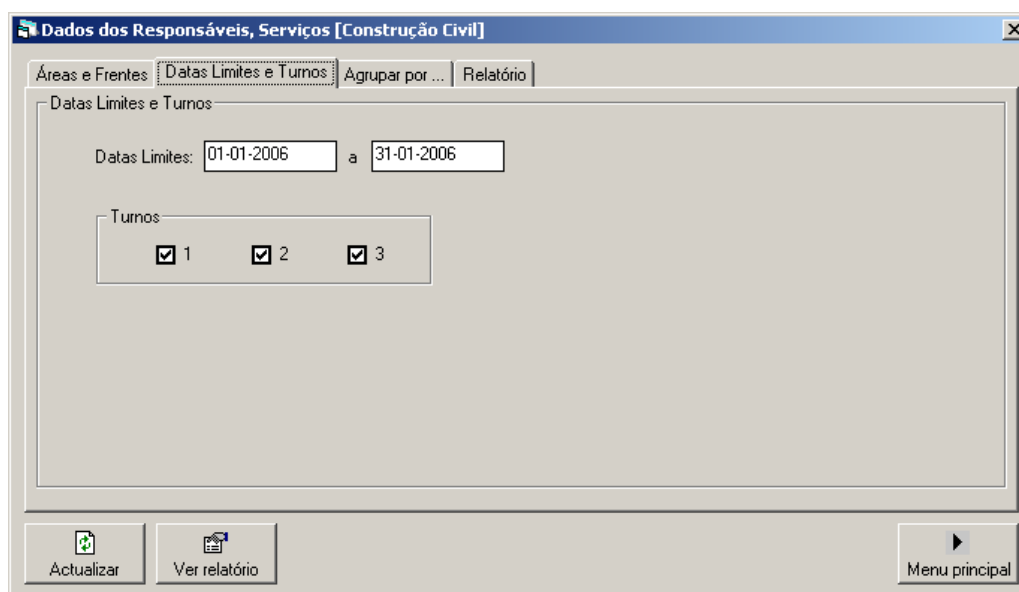 Dados dos Responsáveis, Serviços [Construção Civil]
Áreas e Frentes Datas Limites e Turnos Agrupar por ... Relatório
Datas Limites e Turnos
Datas Limites: 01-01-2006 a 31-01-2006
Turnos
1 2 3
Actualizar Ver relatório Menu principal